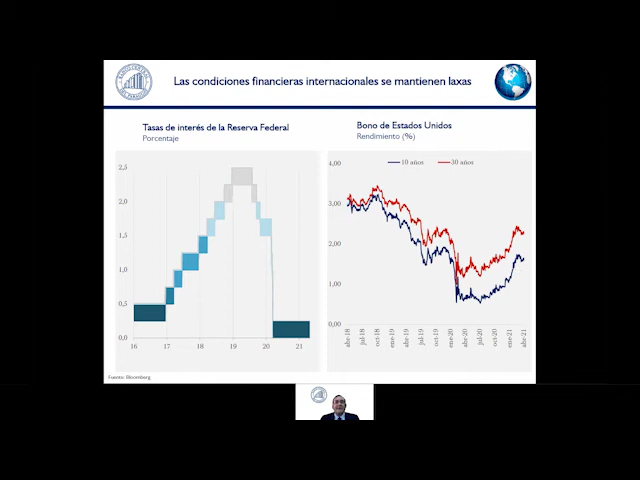 BANCO CENTRAL
DEL PARAGUAY
Las condiciones financieras internacionales se mantienen laxas
Tasas de interés de la Reserva Federal
Porcentaje
2,5
2,0
1,5
1,0
0,5
0,0
16 17 18 19 20 21
Bono de Estados Unidos
Rendimiento (%)
10 años 30 años
4,00
3,00
2,00
1,00
0,00
abr-18 jul-18 oct-18 ene-19 abr-19 jul-19 oct-19 ene-20 abr-20 jul-20 oct-20 ene-21 abr-21
Fuente: Bloomberg